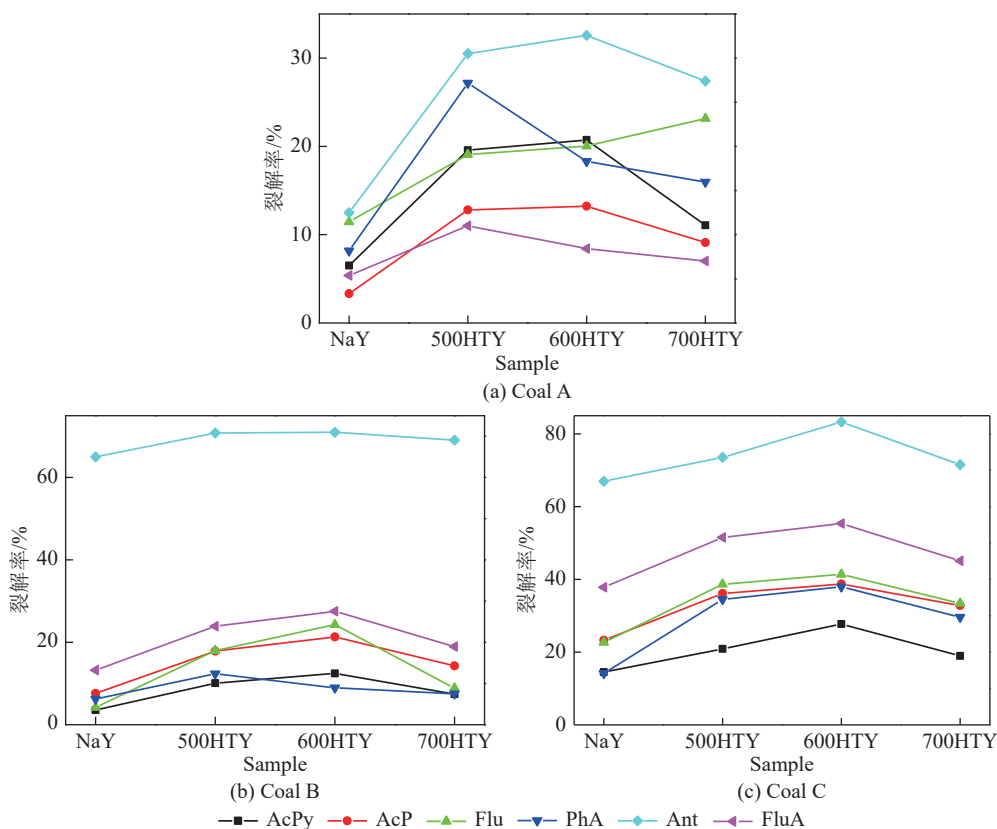 30
20
10
0
裂解率/%
NaY 500HTY 600HTY 700HTY
Sample
(a) Coal A
60
40
20
0
裂解率/%
NaY 500HTY 600HTY 700HTY
Sample
(b) Coal B
80
60
40
20
0
裂解率/%
NaY 500HTY 600HTY 700HTY
Sample
(c) Coal C
AcPy AcP Flu PhA Ant FluA